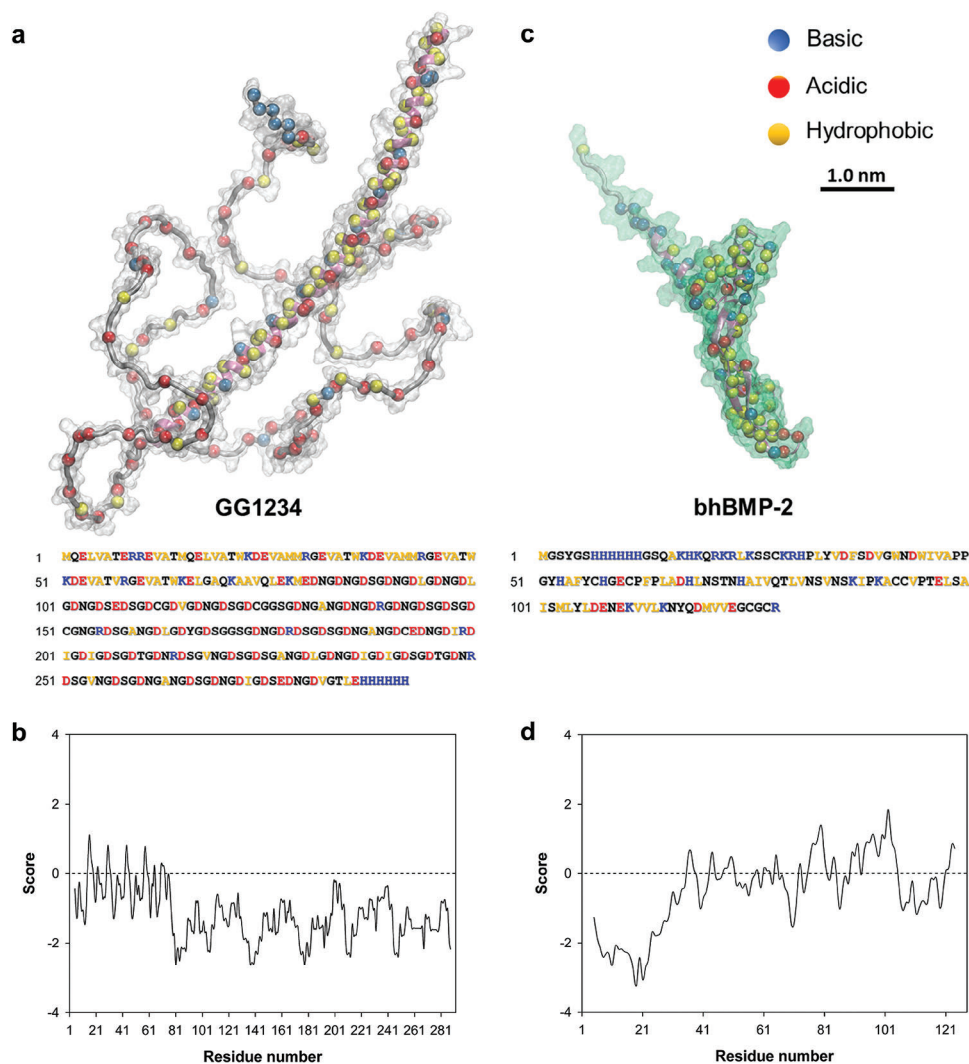 a
c
Basic
Acidic
Hydrophobic
1.0 nm
GG1234
bhBMP-2
1 MQELVATERREVATMQELVATWKDEVAMMRGEVATWKDEVAMMRGEVATW
51 KDEVATVRGEVATWKELGAQKAAVQLEKMEDNGDNGDSGDNGDLGDNGDL
101 GDNGDSEDSGDCGDVGDNGDSGDCGGSGDNGANGDNGDRGDNGDSGDSGD
151 CGNGRDSGANGDLGDYGDSGGSGDNGDRDSGDSGDNGANGDCEDNGDIRD
201 IGDIGDSGDTGDNRDSGVNGDSGDSGANGDLGDNGDIGDIGDSGDTGDNR
251 DSGVNGDSGDNGANGDSGDNGDIGDSEDNGDVGTLEHHHHHH
1 MGSYGSHHHHHHGSQAKHKQRKRLKSSCKRHPLYVDFSDVGWNDWIVAPP
51 GYHAFYCHGECPFPLADHLNSTNHAIVQTLVNSVNSKIPKACCVPTELSA
101 ISMLYLDENEKVVLKNYQDMVVEGCGCR
b
4
2
0
-2
-4
Score
1 21 41 61 81 101 121 141 161 181 201 221 241 261 281
Residue number
d
4
2
0
-2
-4
Score
1 21 41 61 81 101 121
Residue number